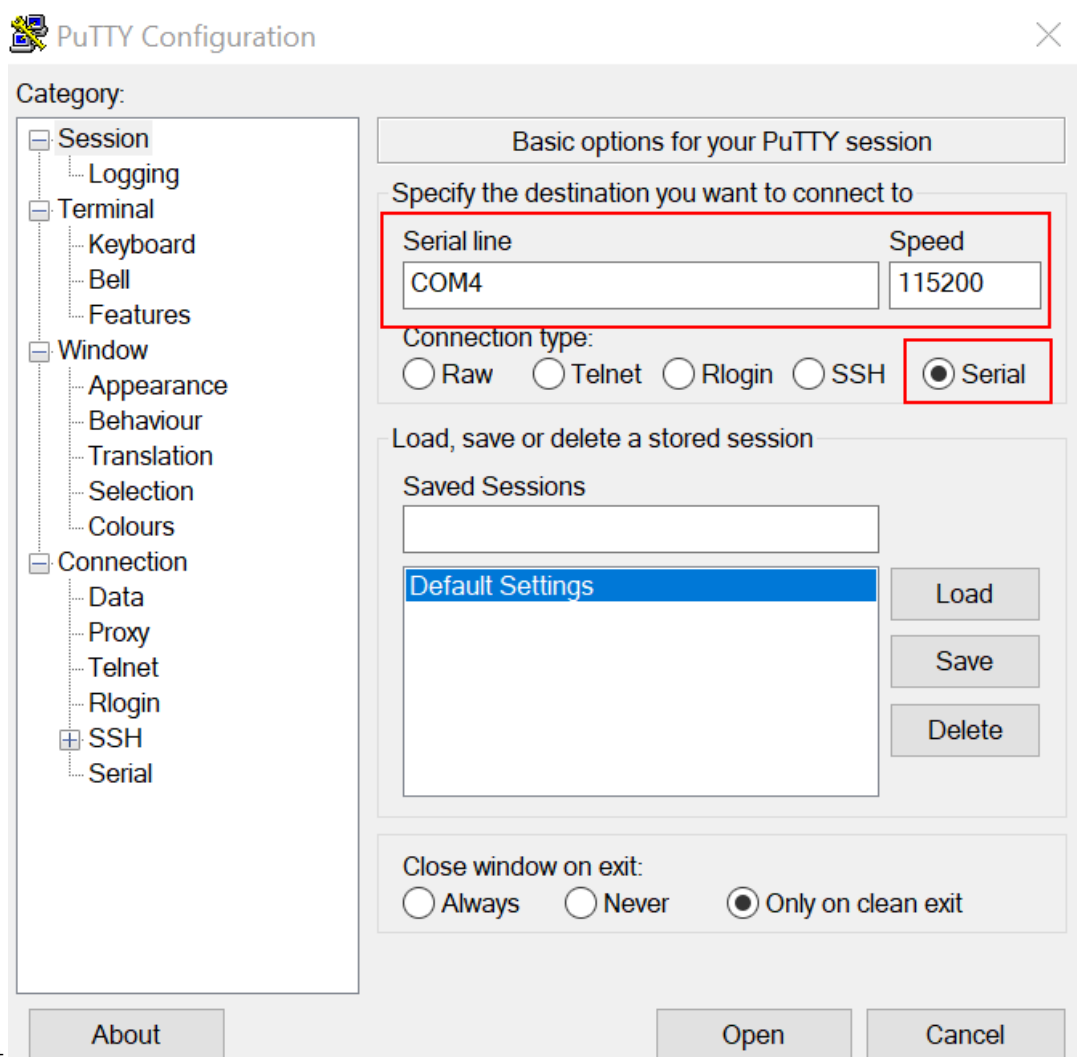 PuTTY Configuration
Category:
Session
Logging
Terminal
Keyboard
Bell
Features
Window
Appearance
Behaviour
Translation
Selection
Colours
Connection
Data
Proxy
Telnet
Rlogin
SSH
Serial
Basic options for your PuTTY session
Specify the destination you want to connect to
Serial line Speed
COM4 115200
Connection type:
Raw Telnet Rlogin SSH Serial
Load, save or delete a stored session
Saved Sessions
Default Settings
Load
Save
Delete
Close window on exit:
Always Never Only on clean exit
About Open Cancel